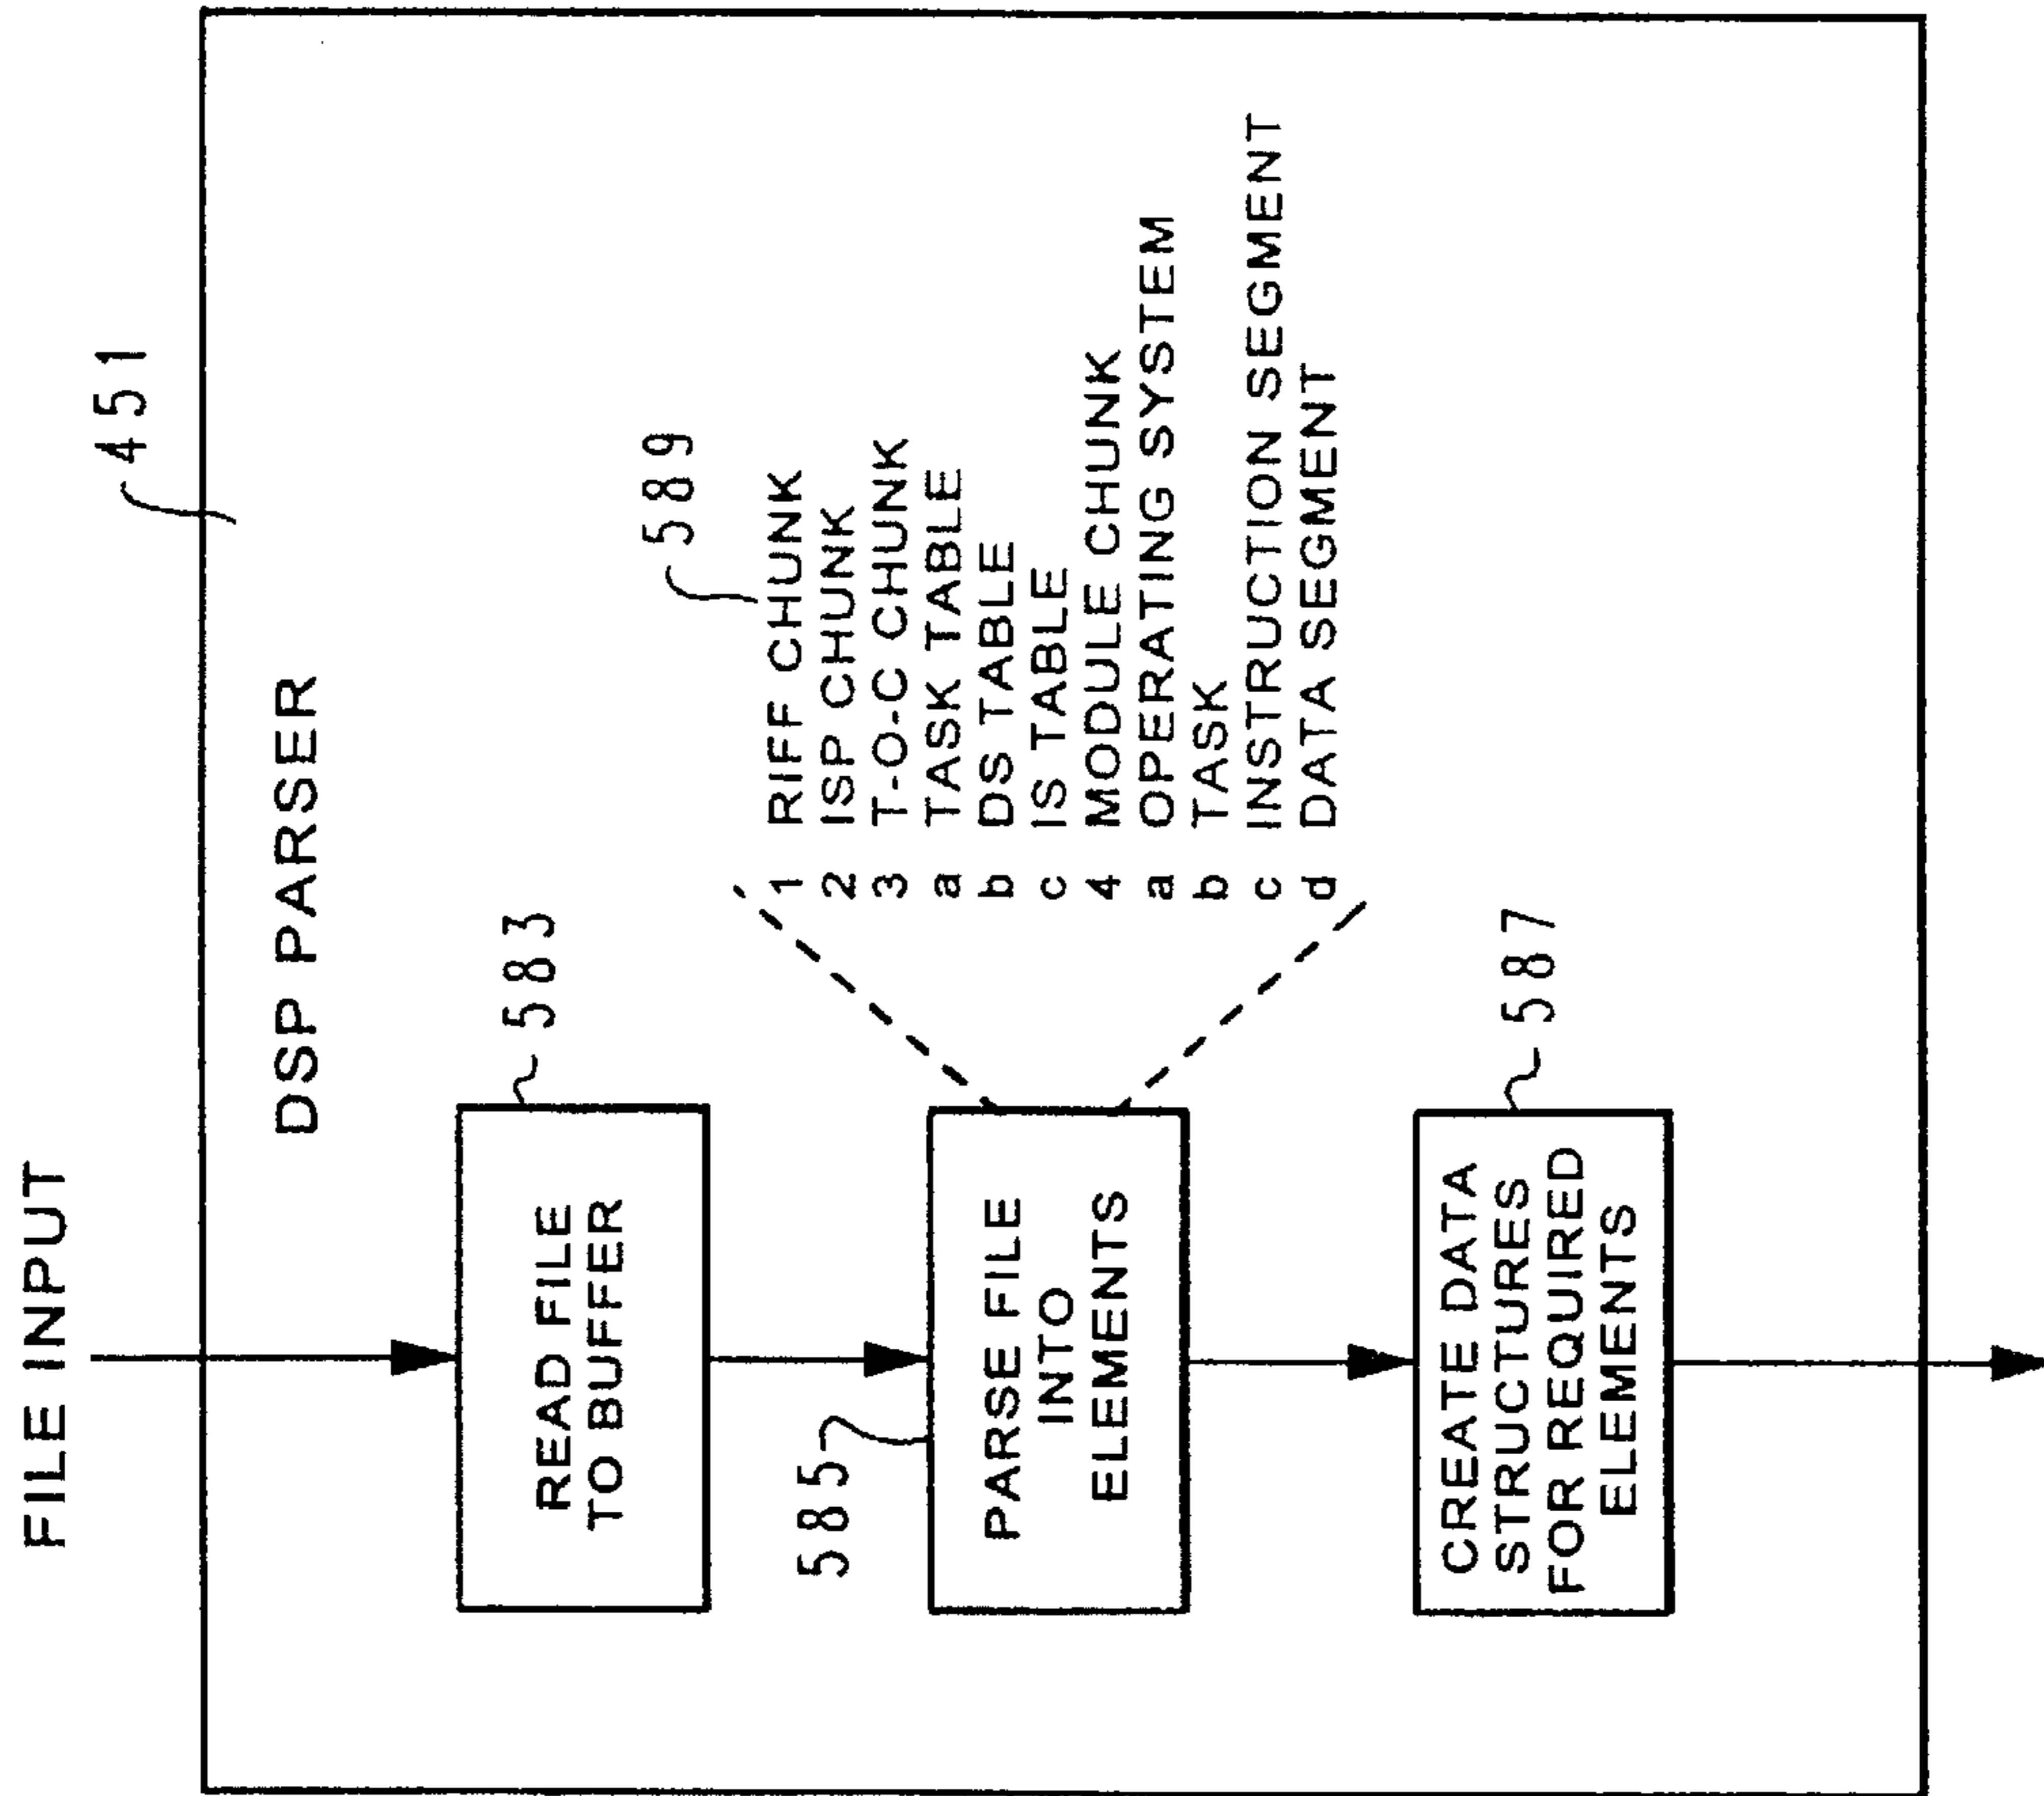 FILE INPUT
451
DSP PARSER
583
READ FILE
TO BUFFER
589
1 RIFF CHUNK
2 ISP CHUNK
3 T-O-C CHUNK
a TASK TABLE
b DS TABLE
c IS TABLE
4 MODULE CHUNK
a OPERATING SYSTEM
b TASK
c INSTRUCTION SEGMENT
d DATA SEGMENT
585
PARSE FILE
INTO
ELEMENTS
587
CREATE DATA
STRUCTURES
FOR REQUIRED
ELEMENTS